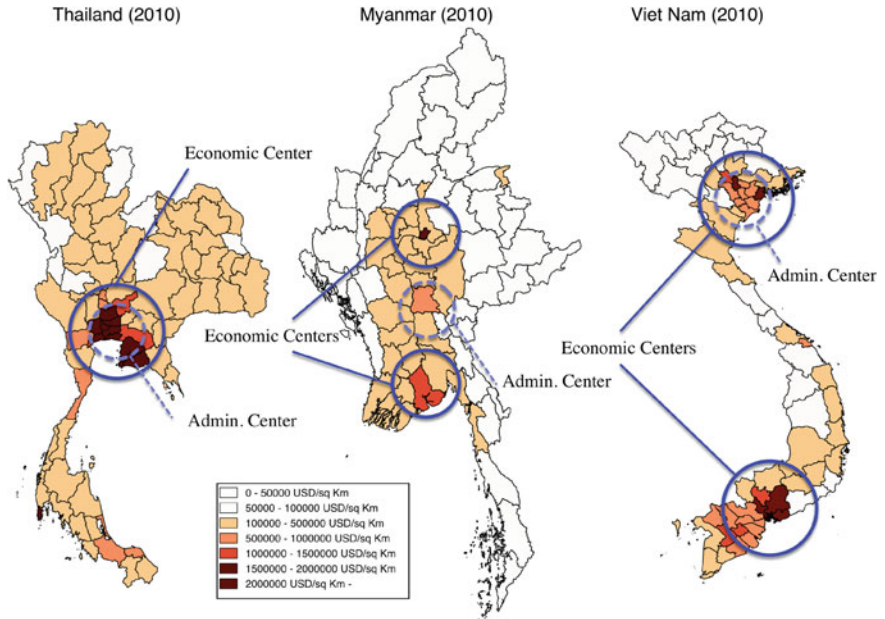 Thailand (2010)
Myanmar (2010)
Viet Nam (2010)
Economic Center
Admin. Center
Economic Centers
Admin. Center
Economic Centers
Admin. Center
0 - 50000 USD/sq Km
50000 - 100000 USD/sq Km
100000 - 500000 USD/sq Km
500000 - 1000000 USD/sq Km
1000000 - 1500000 USD/sq Km
1500000 - 2000000 USD/sq Km
2000000 USD/sq Km -